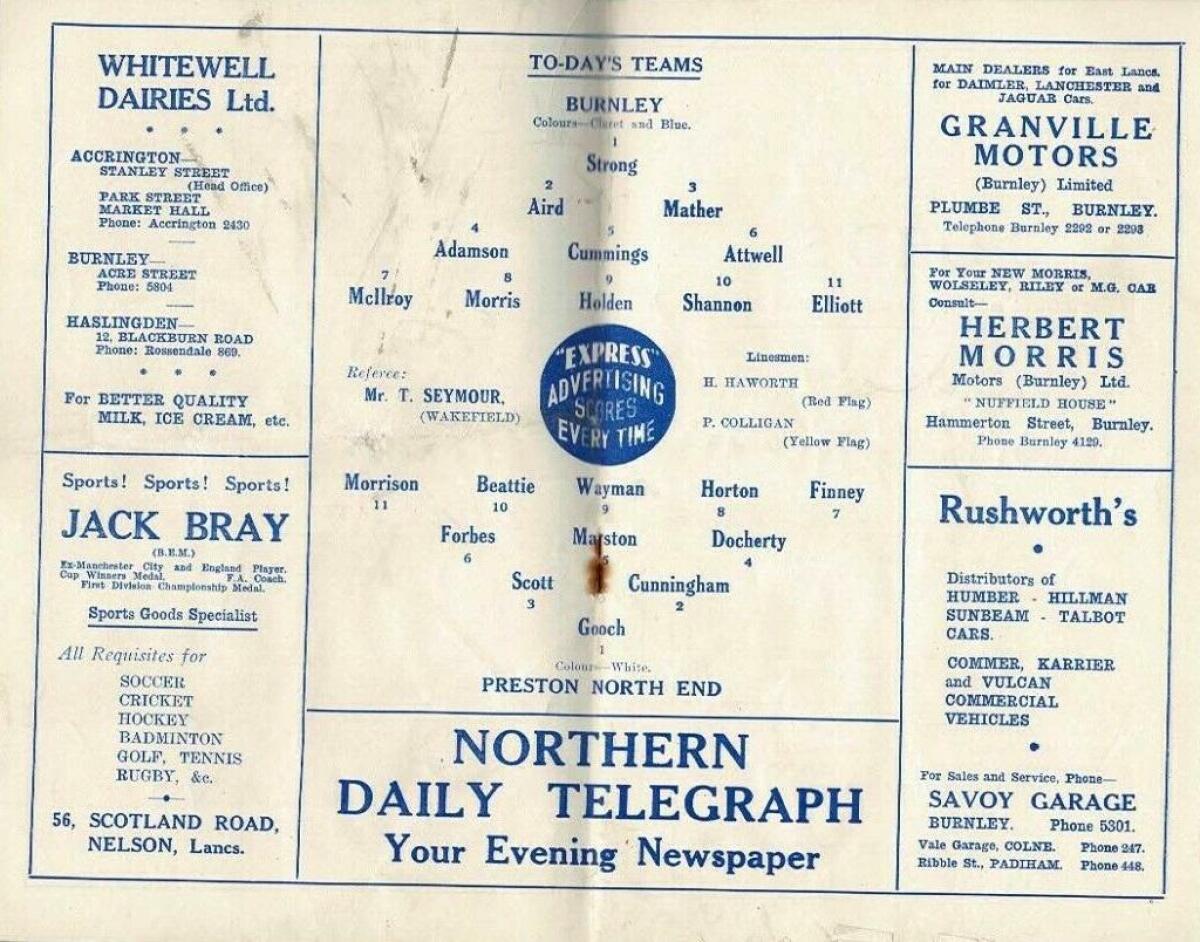 WHITEWELL
DAIRIES Ltd.
ACCRINGTON—
STANLEY STREET
(Head Office)
PARK STREET
MARKET HALL
Phone: Accrington 2430
BURNLEY—
ACRE STREET
Phone: 5804
HASLINGDEN—
12, BLACKBURN ROAD
Phone: Rossendale 869.
For BETTER QUALITY
MILK, ICE CREAM, etc.
Sports! Sports! Sports!
JACK BRAY
(B.E.M.)
Ex-Manchester City and England Player.
Cup Winners Medal. F.A. Coach.
First Division Championship Medal.
Sports Goods Specialist
All Requisites for
SOCCER
CRICKET
HOCKEY
BADMINTON
GOLF, TENNIS
RUGBY, &c.
56, SCOTLAND ROAD,
NELSON, Lancs.
TO-DAY'S TEAMS
BURNLEY
Colours—Claret and Blue.
1
Strong
2 3
Aird Mather
4 5 6
Adamson Cummings Attwell
7 8 9 10 11
McIlroy Morris Holden Shannon Elliott
Referee:
Mr. T. SEYMOUR,
(WAKEFIELD)
"EXPRESS"
ADVERTISING
SCORES
EVERY TIME
Linesmen:
H. HAWORTH
(Red Flag)
P. COLLIGAN
(Yellow Flag)
Morrison Beattie Wayman Horton Finney
11 10 9 8 7
Forbes Marston Docherty
6 5 4
Scott Cunningham
3 2
Gooch
1
Colour—White.
PRESTON NORTH END
NORTHERN
DAILY TELEGRAPH
Your Evening Newspaper
MAIN DEALERS for East Lancs.
for DAIMLER, LANCHESTER and
JAGUAR Cars.
GRANVILLE
MOTORS
(Burnley) Limited
PLUMBE ST., BURNLEY.
Telephone Burnley 2292 or 2293
For Your NEW MORRIS,
WOLSELEY, RILEY or M.G. CAR
Consult—
HERBERT
MORRIS
Motors (Burnley) Ltd.
"NUFFIELD HOUSE"
Hammerton Street, Burnley.
Phone Burnley 4129.
Rushworth's
Distributors of
HUMBER - HILLMAN
SUNBEAM - TALBOT
CARS.
COMMER, KARRIER
and VULCAN
COMMERCIAL
VEHICLES
For Sales and Service, Phone—
SAVOY GARAGE
BURNLEY. Phone 5301.
Vale Garage, COLNE. Phone 247.
Ribble St., PADIHAM. Phone 448.